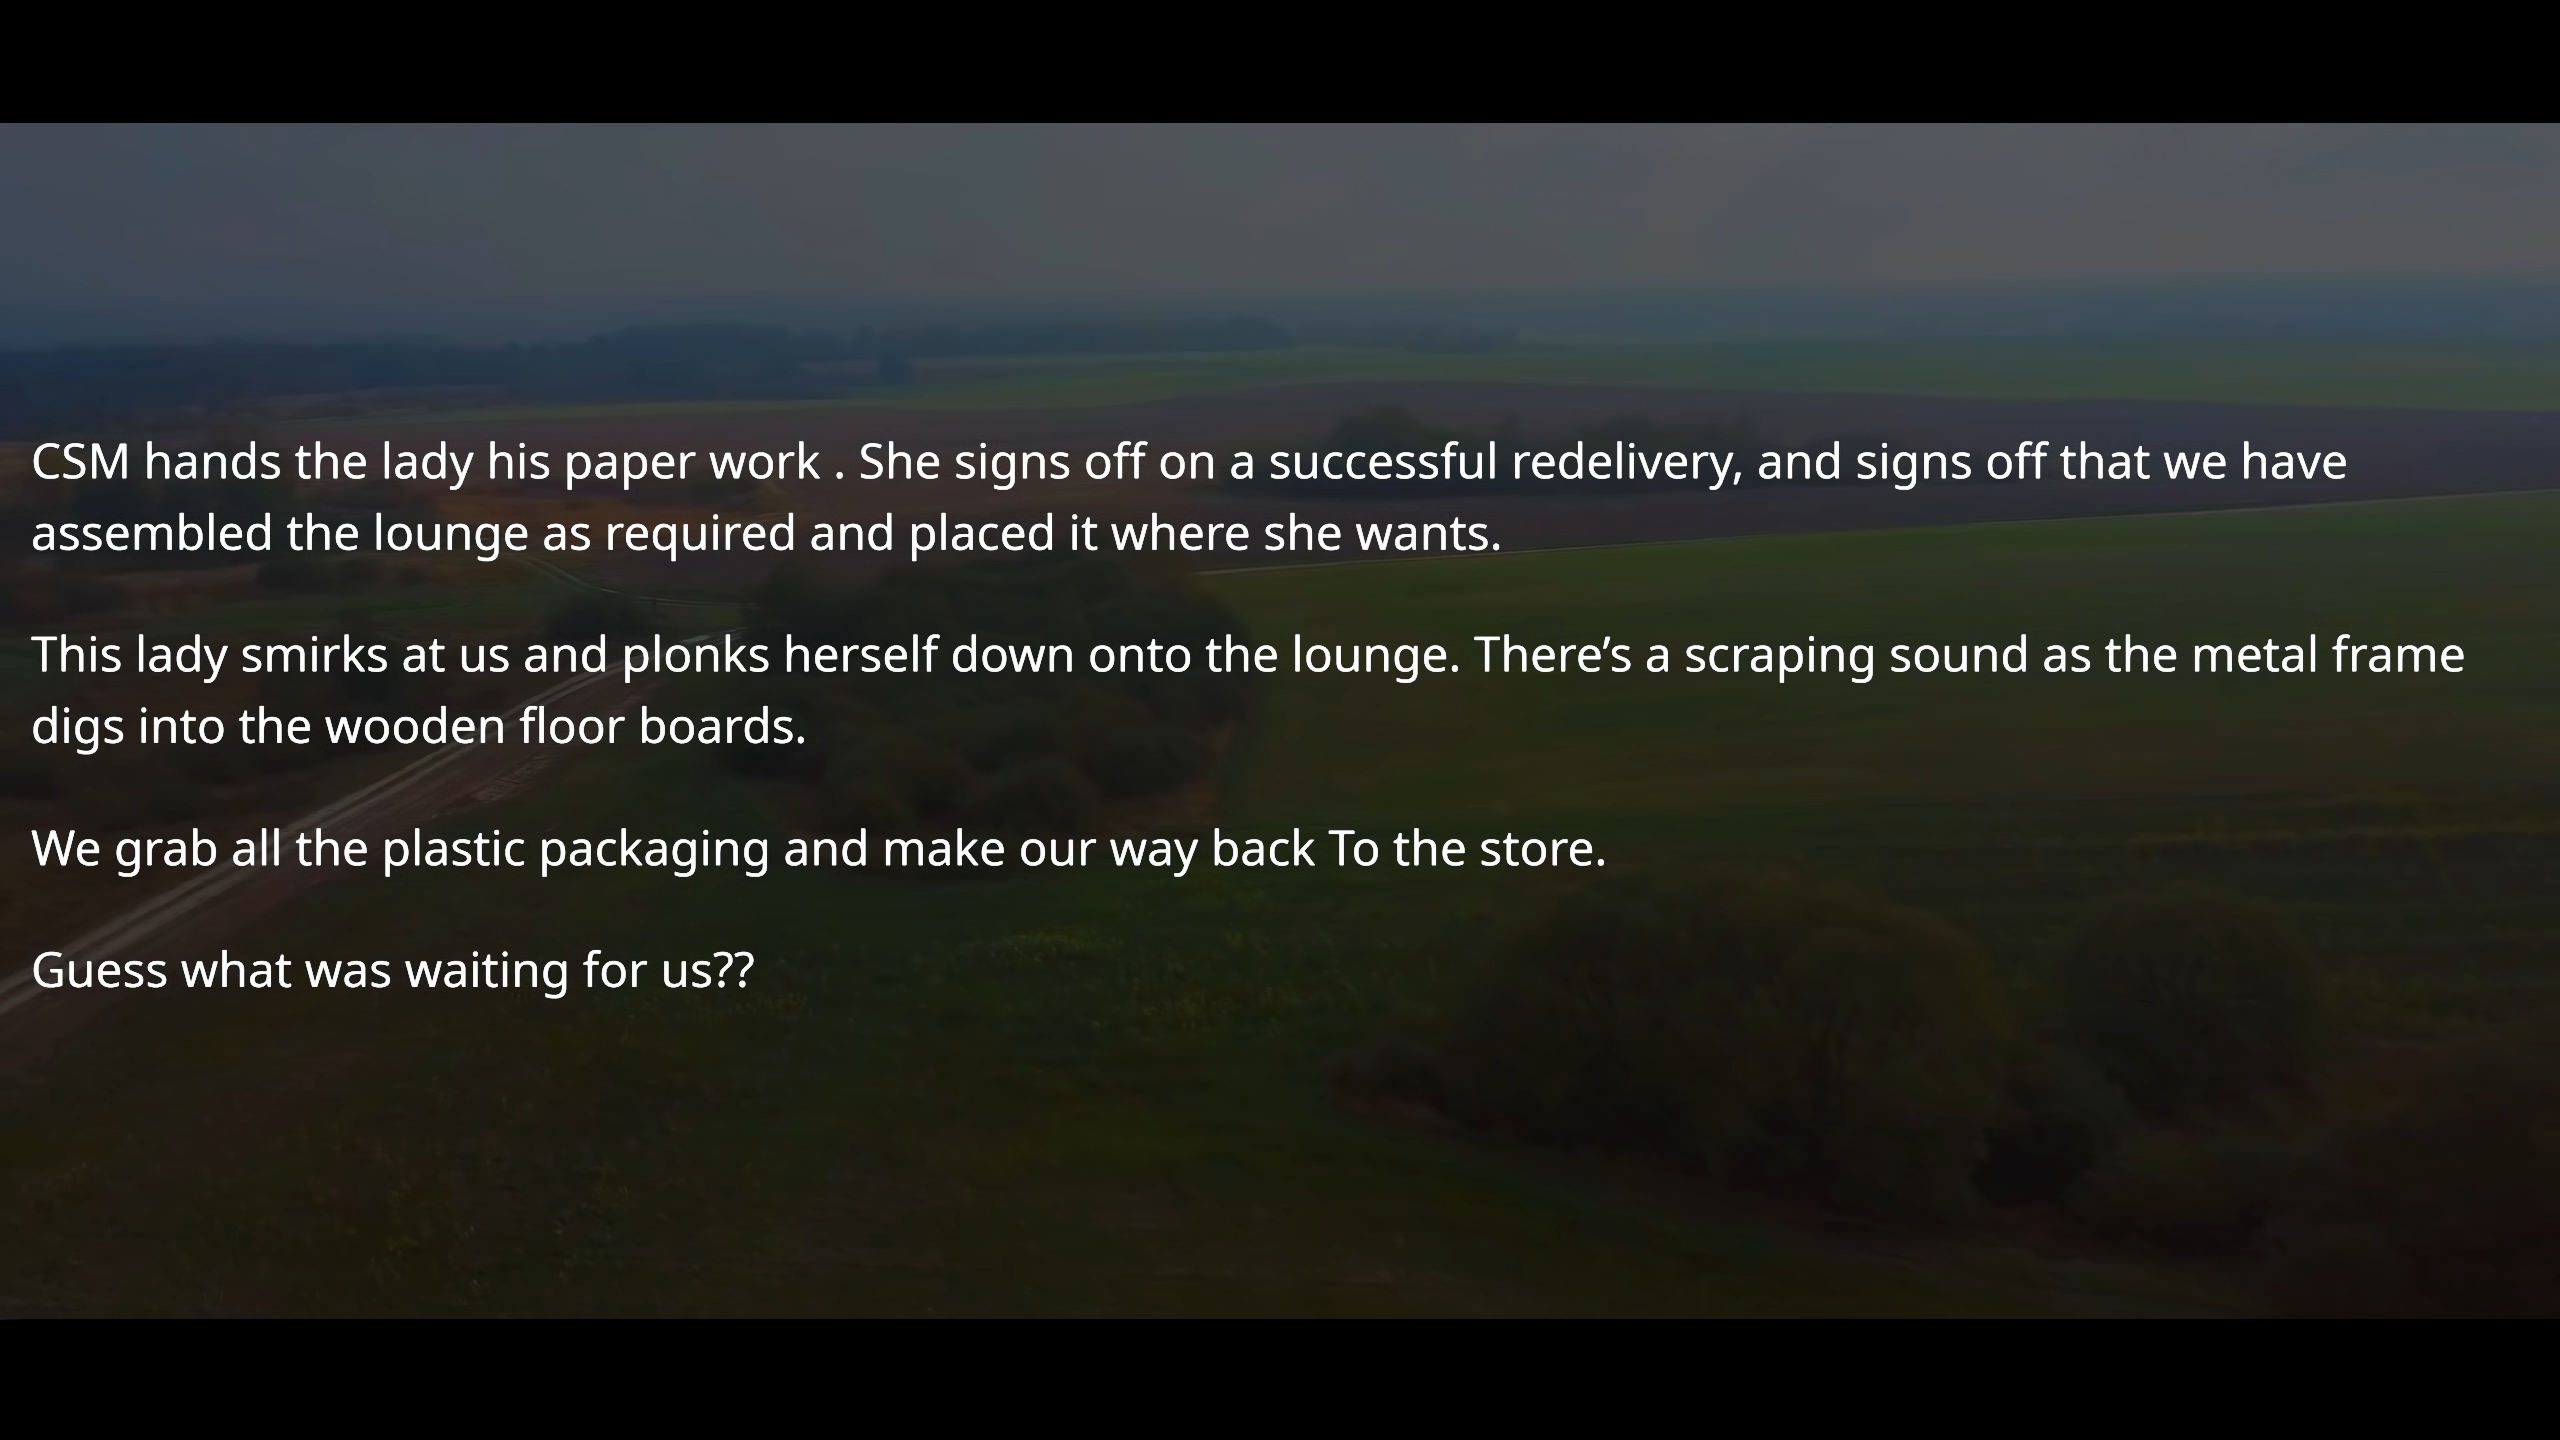 CSM hands the lady his paper work . She signs off on a successful redelivery, and signs off that we have
assembled the lounge as required and placed it where she wants.
This lady smirks at us and plonks herself down onto the lounge. There’s a scraping sound as the metal frame
digs into the wooden floor boards.
We grab all the plastic packaging and make our way back To the store.
Guess what was waiting for us??